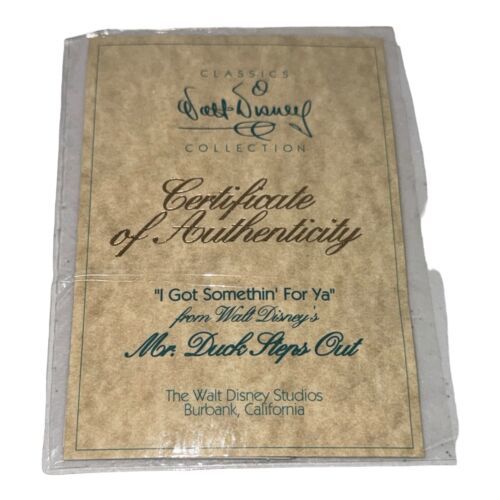 CLASSICS
Walt Disney
COLLECTION
Certificate
of Authenticity
"I Got Somethin' For Ya"
from Walt Disney's
Mr. Duck Steps Out
The Walt Disney Studios
Burbank, California